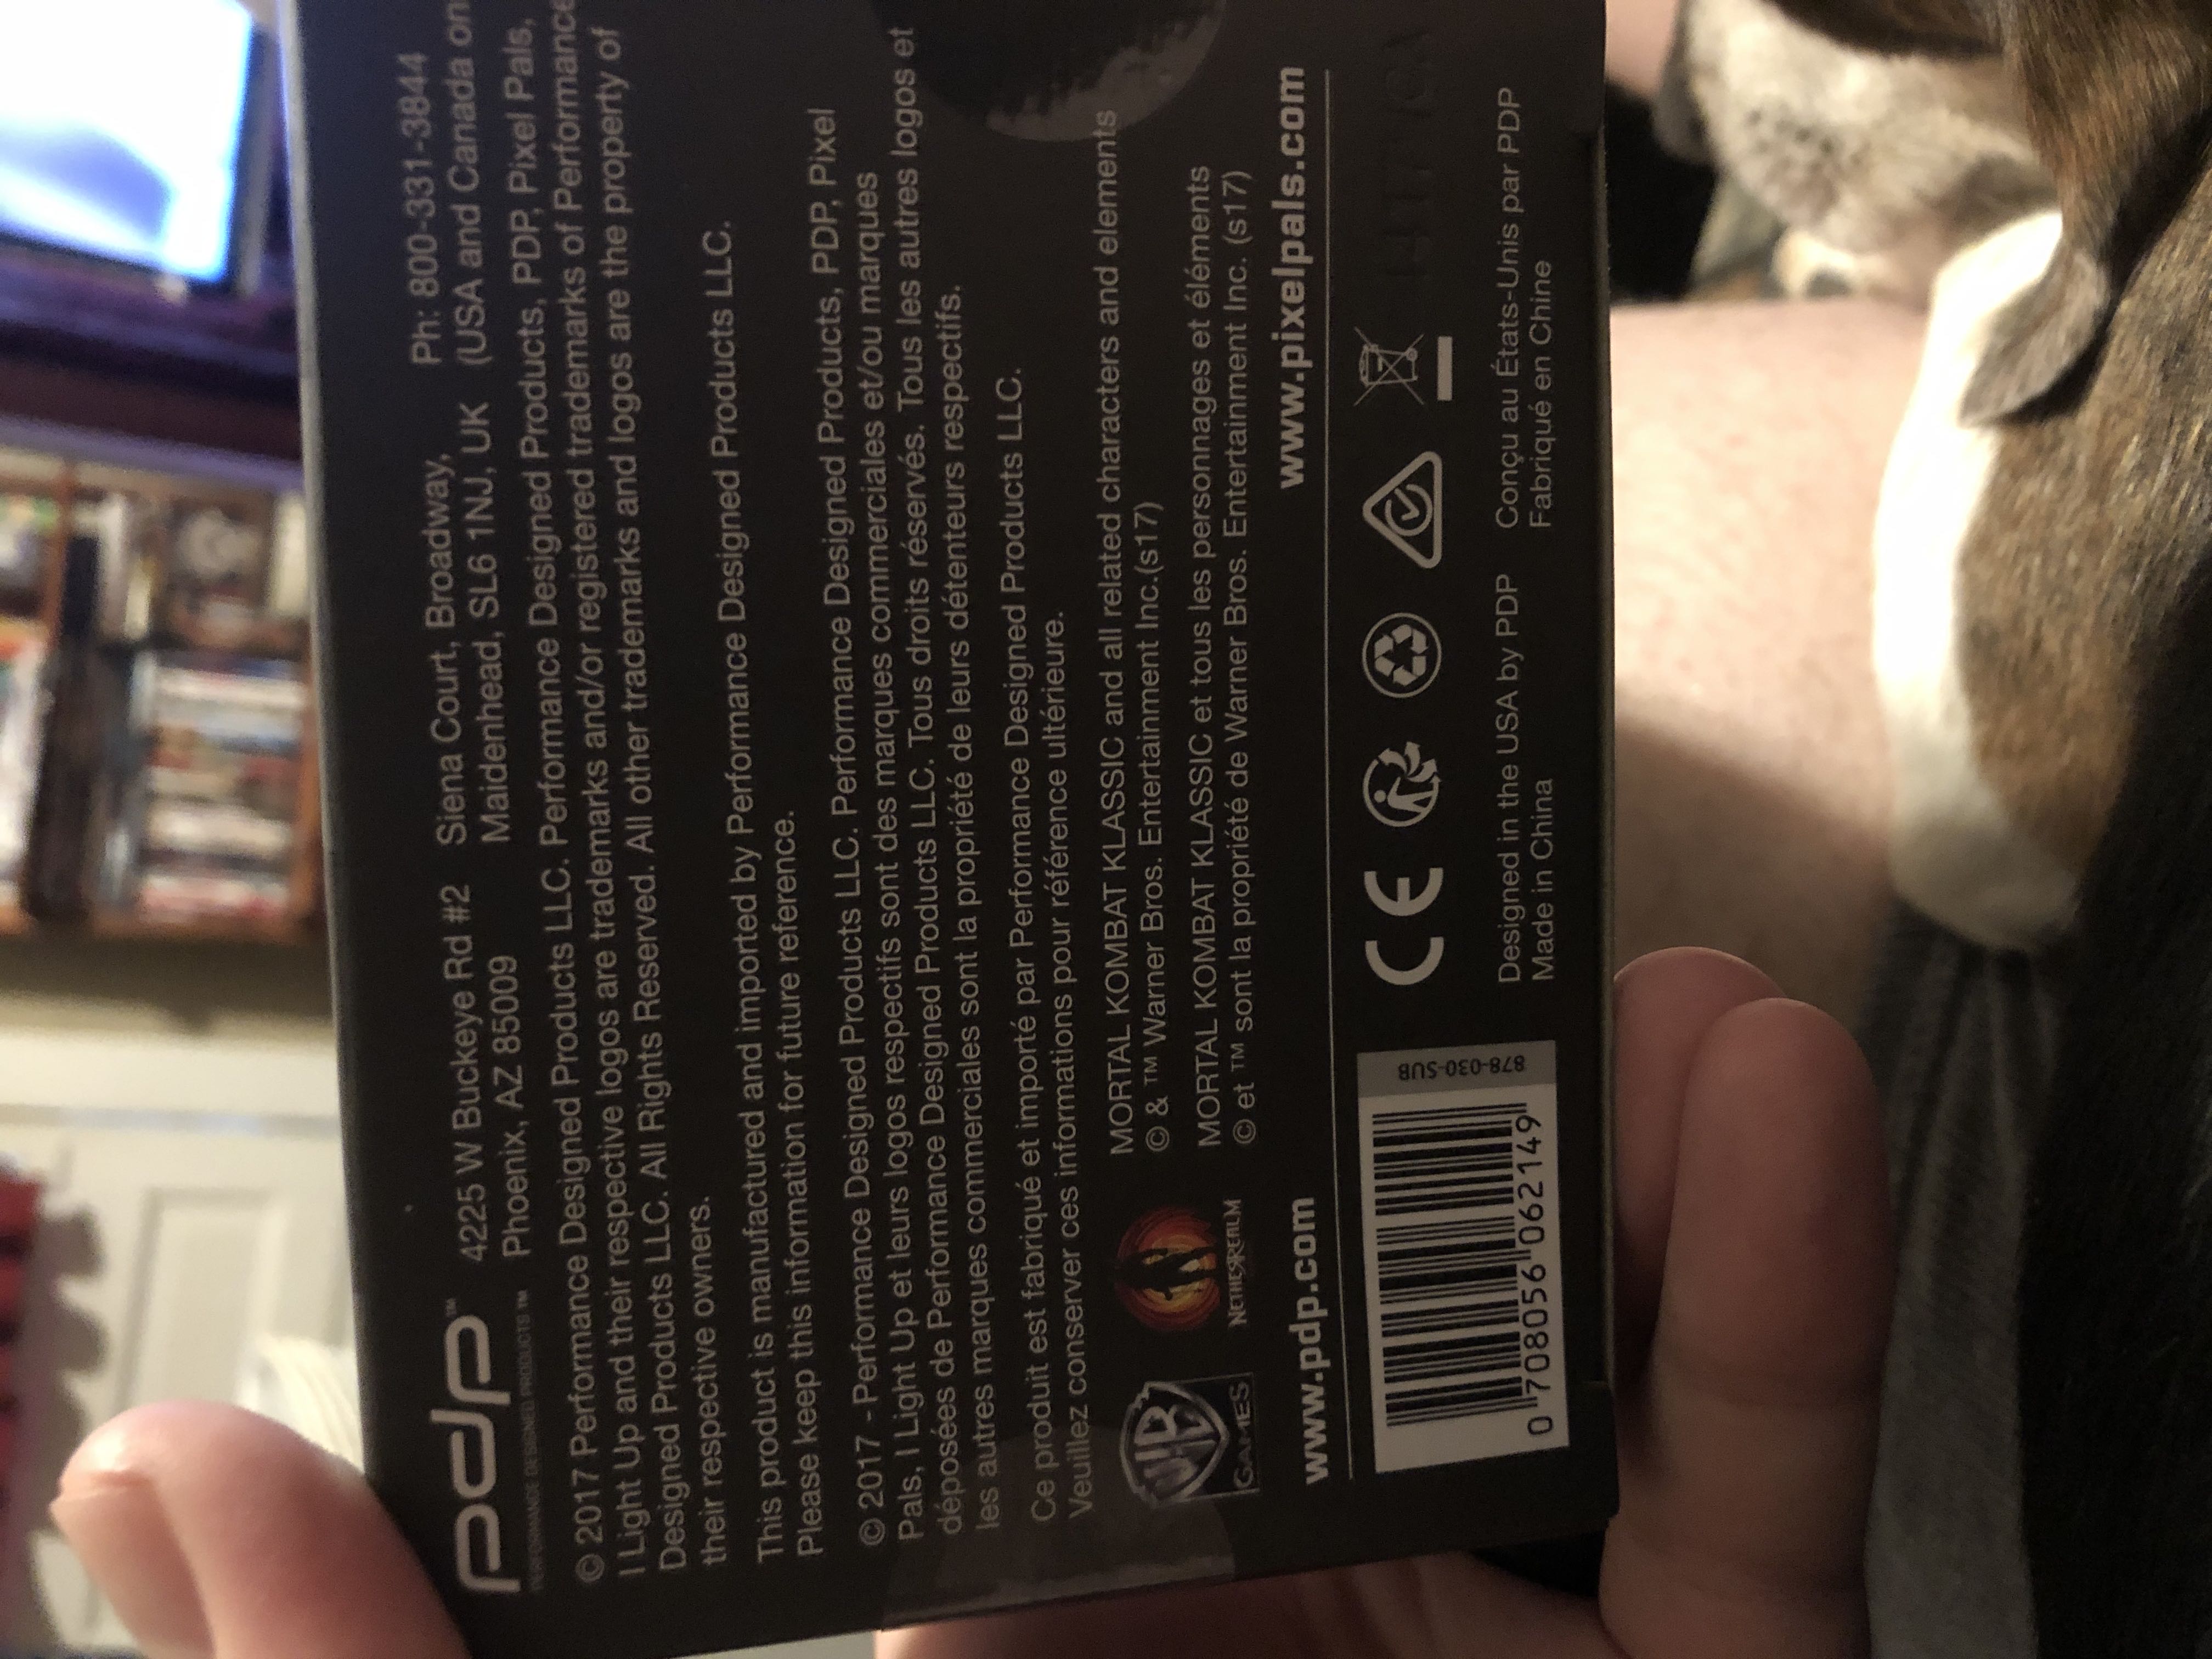 pdp™
PERFORMANCE DESIGNED PRODUCTS™
4225 W Buckeye Rd #2
Phoenix, AZ 85009
Siena Court, Broadway,
Maidenhead, SL6 1NJ, UK
Ph: 800-331-3844
(USA and Canada
© 2017 Performance Designed Products LLC. Performance Designed Products, PDP, Pixel Pals,
I Light Up and their respective logos are trademarks and/or registered trademarks of Performance
Designed Products LLC. All Rights Reserved. All other trademarks and logos are the property of
their respective owners.
This product is manufactured and imported by Performance Designed Products LLC.
Please keep this information for future reference.
© 2017 - Performance Designed Products LLC. Performance Designed Products, PDP, Pixel
Pals, I Light Up et leurs logos respectifs sont des marques commerciales et/ou marques
déposées de Performance Designed Products LLC. Tous droits réservés. Tous les autres logos et
les autres marques commerciales sont la propriété de leurs détenteurs respectifs.
Ce produit est fabriqué et importé par Performance Designed Products LLC.
Veuillez conserver ces informations pour référence ultérieure.
WB
GAMES
NETHERREALM
MORTAL KOMBAT KLASSIC and all related characters and elements
© & ™ Warner Bros. Entertainment Inc.(s17)
MORTAL KOMBAT KLASSIC et tous les personnages et éléments
© et ™ sont la propriété de Warner Bros. Entertainment Inc. (s17)
www.pdp.com
www.pixelpals.com
0 708056 062149
878-030-SUB
CE
Designed in the USA by PDP
Made in China
Conçu au États-Unis par PDP
Fabriqué en Chine